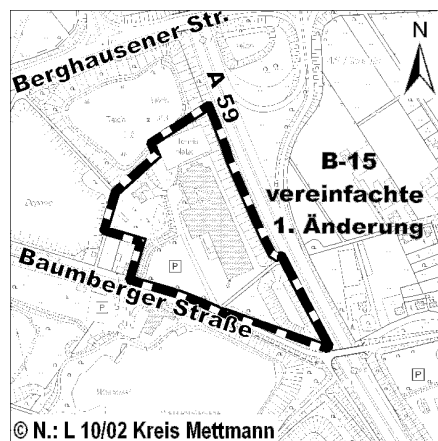 Berghausener Str.
N
A 59
B-15
vereinfachte
1. Änderung
Baumberger Straße
P
P
P
© N.: L 10/02 Kreis Mettmann